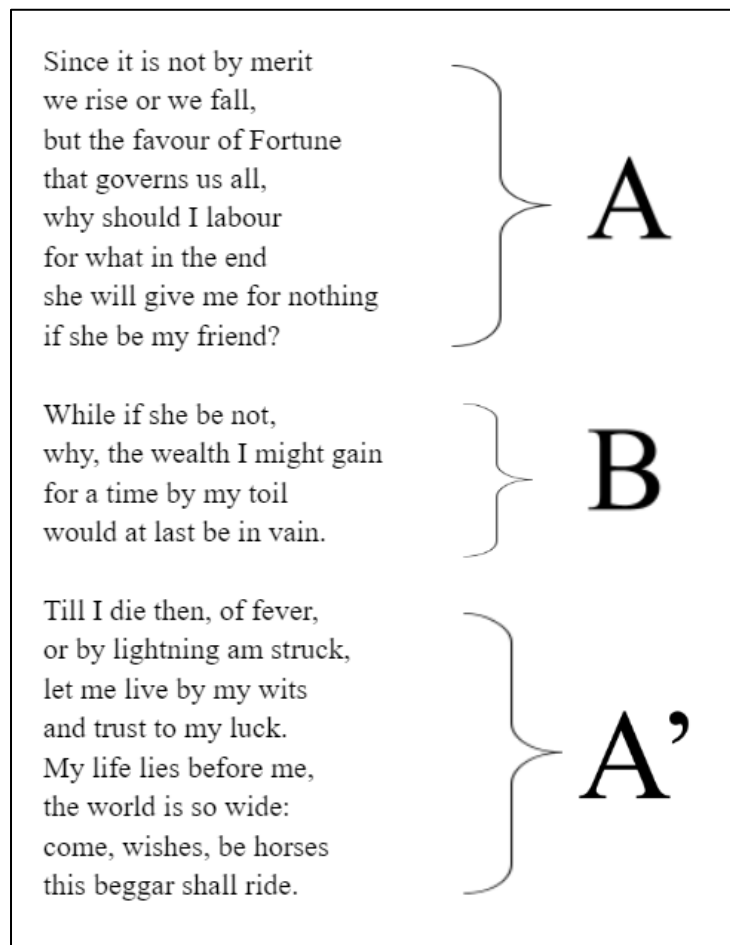 Since it is not by merit
we rise or we fall,
but the favour of Fortune
that governs us all,
why should I labour
for what in the end
she will give me for nothing
if she be my friend?
A
While if she be not,
why, the wealth I might gain
for a time by my toil
would at last be in vain.
B
Till I die then, of fever,
or by lightning am struck,
let me live by my wits
and trust to my luck.
My life lies before me,
the world is so wide:
come, wishes, be horses
this beggar shall ride.
A’